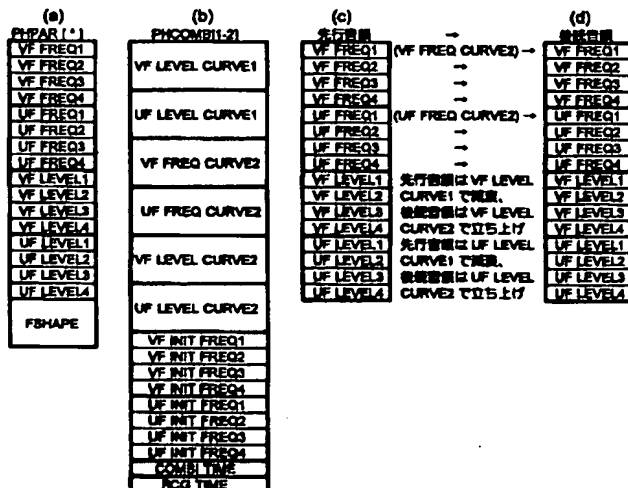 (a)
PHPAR [*]
VF FREQ1
VF FREQ2
VF FREQ3
VF FREQ4
UF FREQ1
UF FREQ2
UF FREQ3
UF FREQ4
VF LEVEL1
VF LEVEL2
VF LEVEL3
VF LEVEL4
UF LEVEL1
UF LEVEL2
UF LEVEL3
UF LEVEL4
FSHAPE
(b)
PHCOMB[1-2]
VF LEVEL CURVE1
UF LEVEL CURVE1
VF FREQ CURVE2
UF FREQ CURVE2
VF LEVEL CURVE2
UF LEVEL CURVE2
VF INIT FREQ1
VF INIT FREQ2
VF INIT FREQ3
VF INIT FREQ4
UF INIT FREQ1
UF INIT FREQ2
UF INIT FREQ3
UF INIT FREQ4
COMBI TIME
RCG TIME
(c)
先行音韻
VF FREQ1
VF FREQ2
VF FREQ3
VF FREQ4
UF FREQ1
UF FREQ2
UF FREQ3
UF FREQ4
VF LEVEL1
VF LEVEL2
VF LEVEL3
VF LEVEL4
UF LEVEL1
UF LEVEL2
UF LEVEL3
UF LEVEL4
→
(VF FREQ CURVE2) →
→
→
→
(UF FREQ CURVE2) →
→
→
→
先行音韻は VF LEVEL
CURVE1 で減衰、
後続音韻は VF LEVEL
CURVE2 で立ち上げ
先行音韻は UF LEVEL
CURVE1 で減衰、
後続音韻は UF LEVEL
CURVE2 で立ち上げ
(d)
後続音韻
VF FREQ1
VF FREQ2
VF FREQ3
VF FREQ4
UF FREQ1
UF FREQ2
UF FREQ3
UF FREQ4
VF LEVEL1
VF LEVEL2
VF LEVEL3
VF LEVEL4
UF LEVEL1
UF LEVEL2
UF LEVEL3
UF LEVEL4